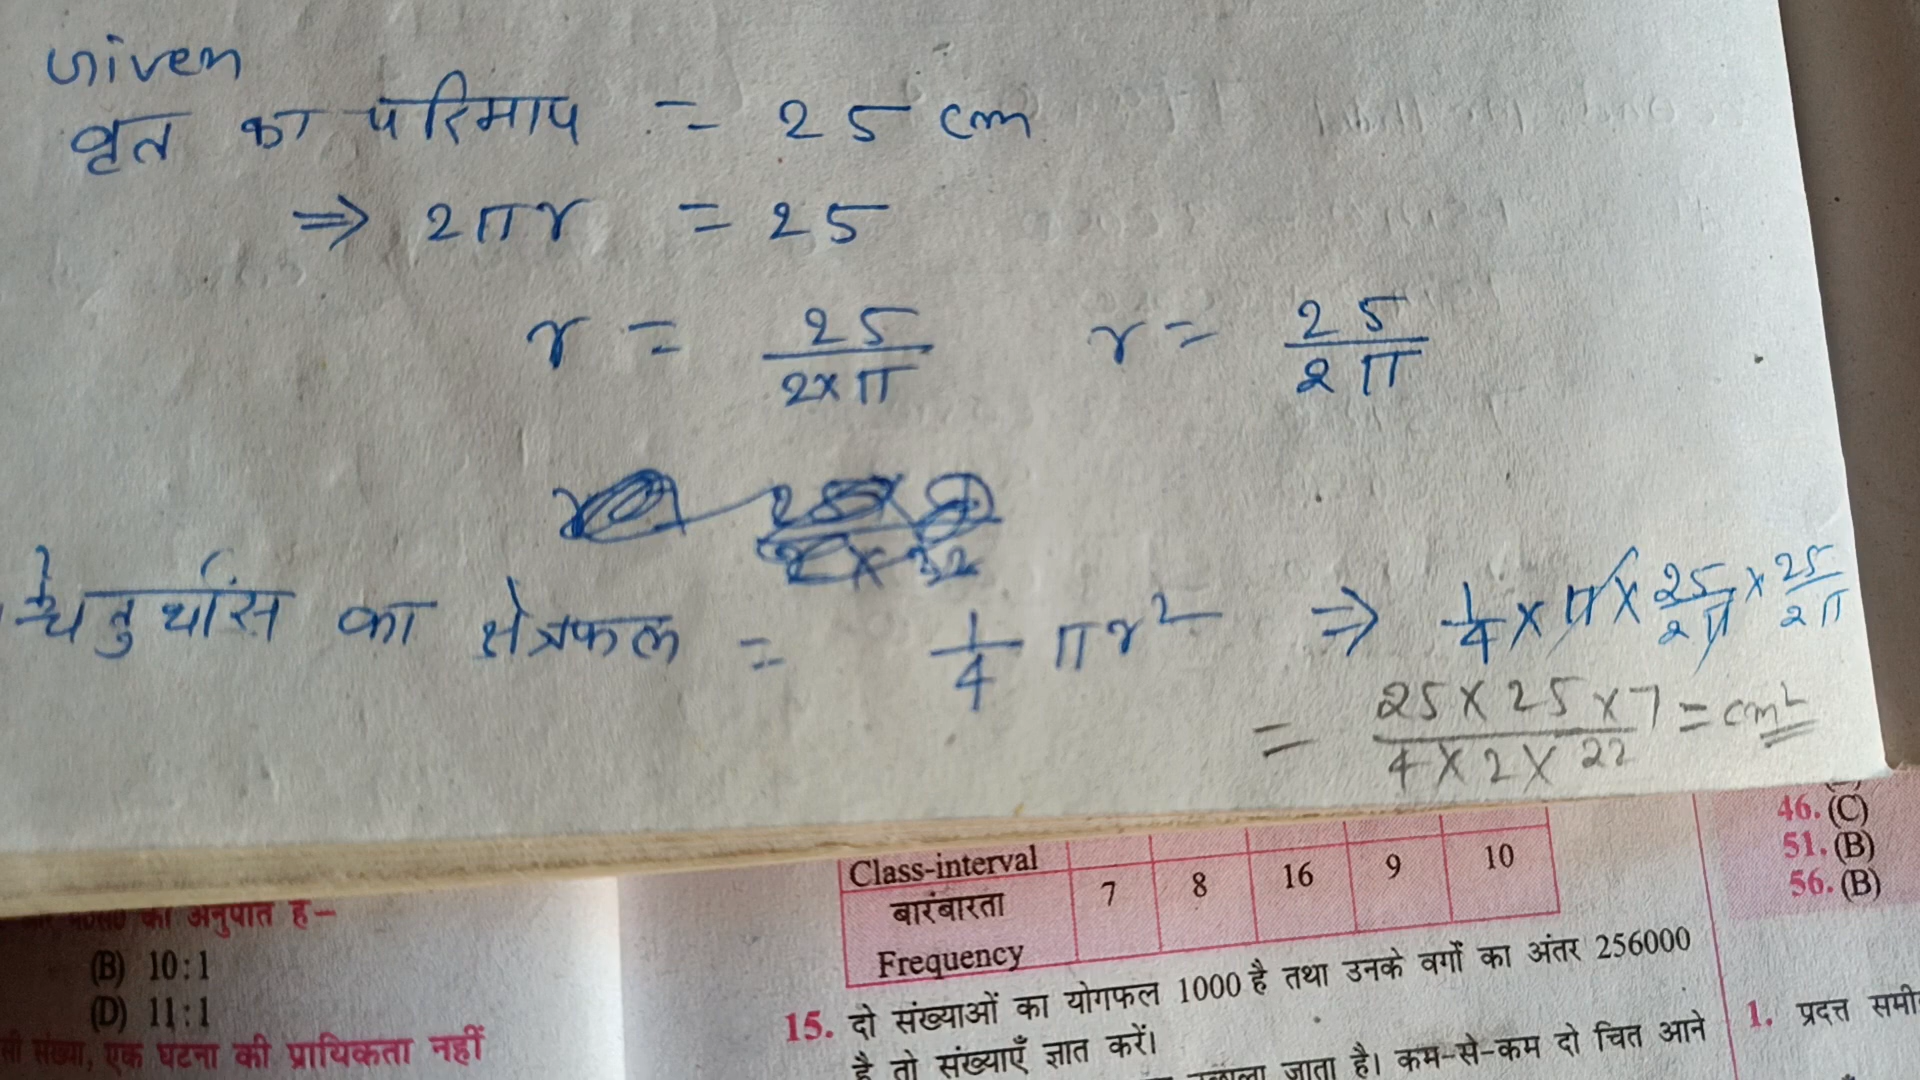 Given
वृत का परिमाप = 25 cm
⇒ 2πr = 25
r = 25/2×π r = 25/2π
चतुर्थांस का क्षेत्रफल = 1/4 πr² ⇒ 1/4 × π × 25/2π × 25/2π
= 25×25×7/4×2×22 = cm²
46. (C)
51. (B)
56. (B)
Class-interval
बारंबारता 7 8 16 9 10
Frequency
का अनुपात है–
(B) 10:1
(D) 11:1
संख्या, एक घटना की प्रायिकता नहीं
15. दो संख्याओं का योगफल 1000 है तथा उनके वर्गों का अंतर 256000
है तो संख्याएँ ज्ञात करें।
जाता है। कम-से-कम दो चित आने
1. प्रदत्त